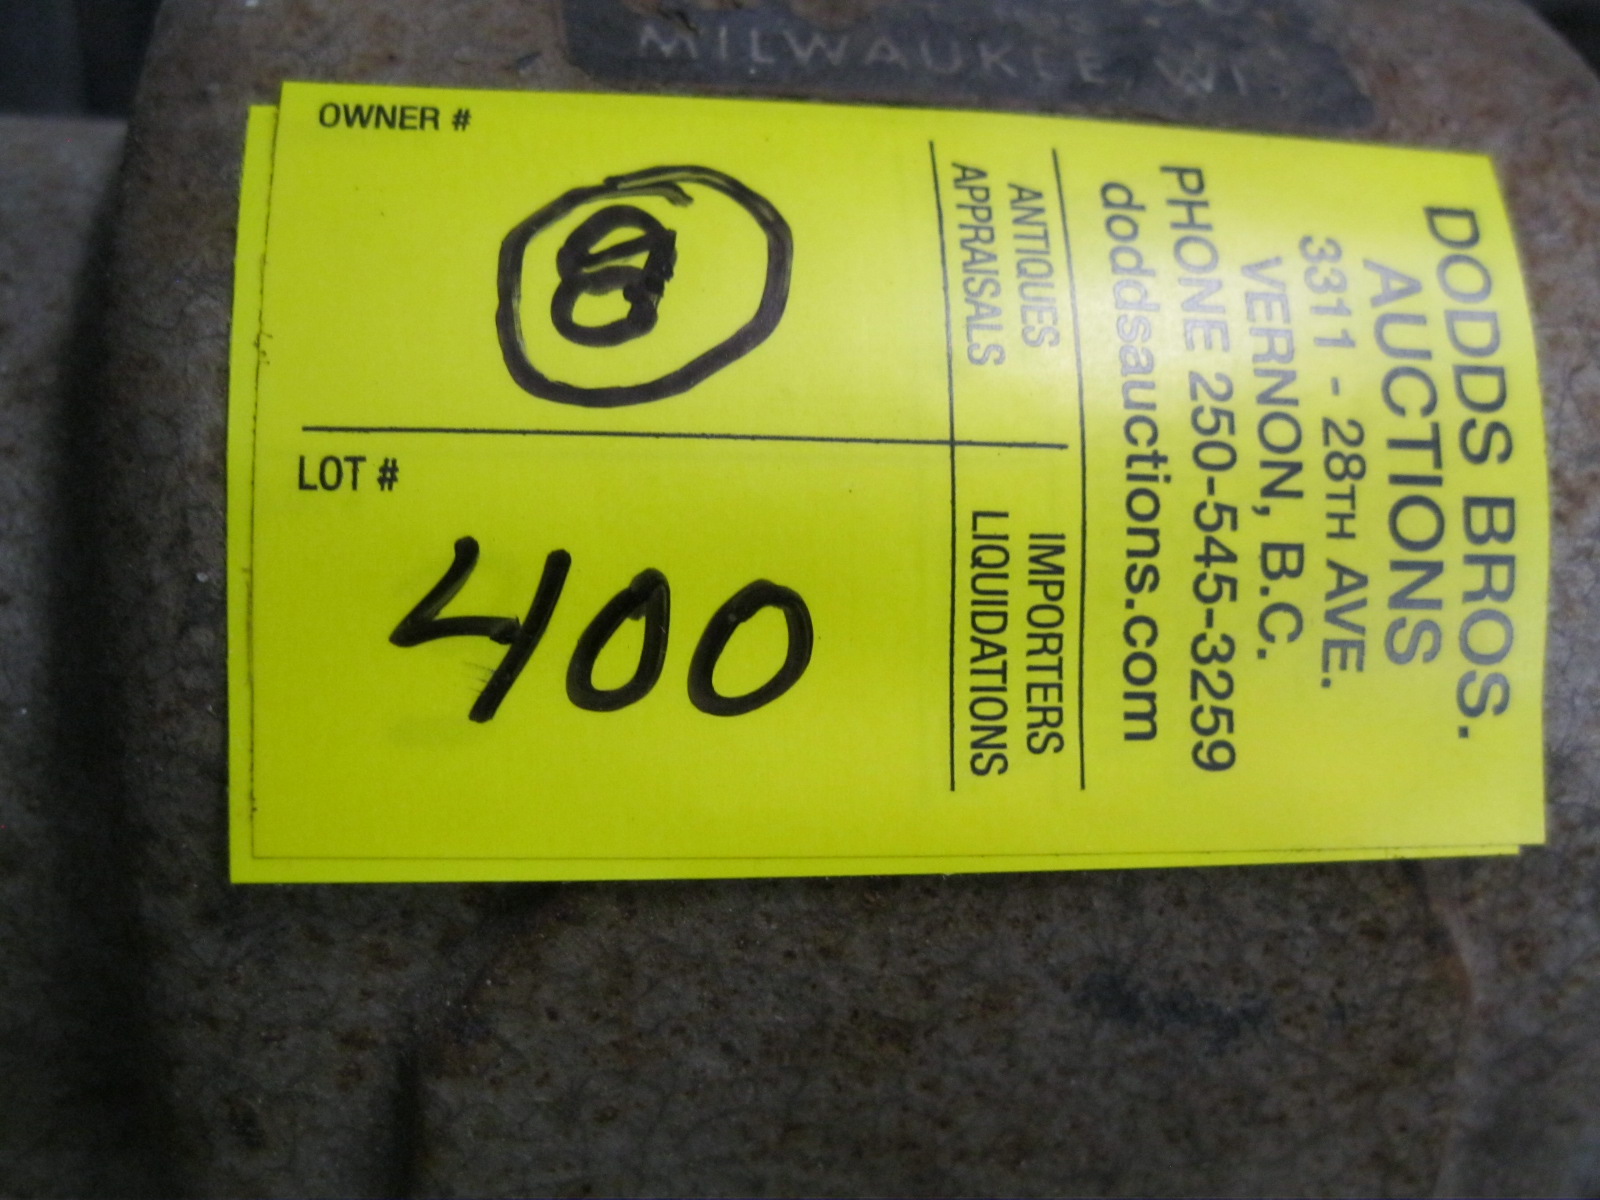 MILWAUKEE, WI
DODDS BROS.
AUCTIONS
3311 - 28TH AVE.
VERNON, B.C.
PHONE 250-545-3259
doddsauctions.com
ANTIQUES
APPRAISALS
IMPORTERS
LIQUIDATIONS
OWNER #
8
LOT #
400